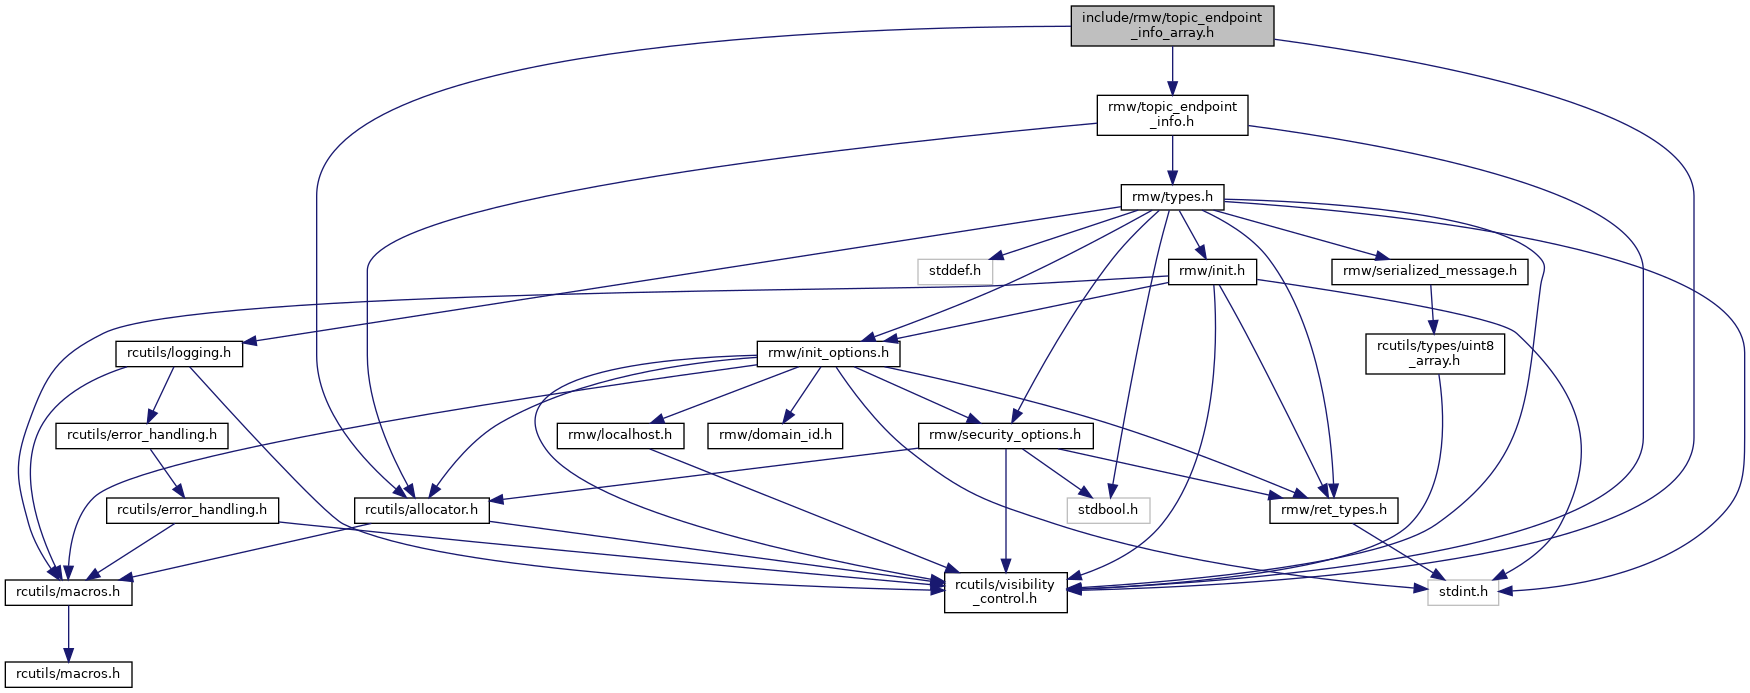 include/rmw/topic_endpoint
_info_array.h
rmw/topic_endpoint
_info.h
rmw/types.h
stddef.h
rmw/init.h
rmw/serialized_message.h
rcutils/logging.h
rmw/init_options.h
rcutils/types/uint8
_array.h
rcutils/error_handling.h
rmw/localhost.h
rmw/domain_id.h
rmw/security_options.h
rcutils/error_handling.h
rcutils/allocator.h
stdbool.h
rmw/ret_types.h
rcutils/macros.h
rcutils/visibility
_control.h
stdint.h
rcutils/macros.h